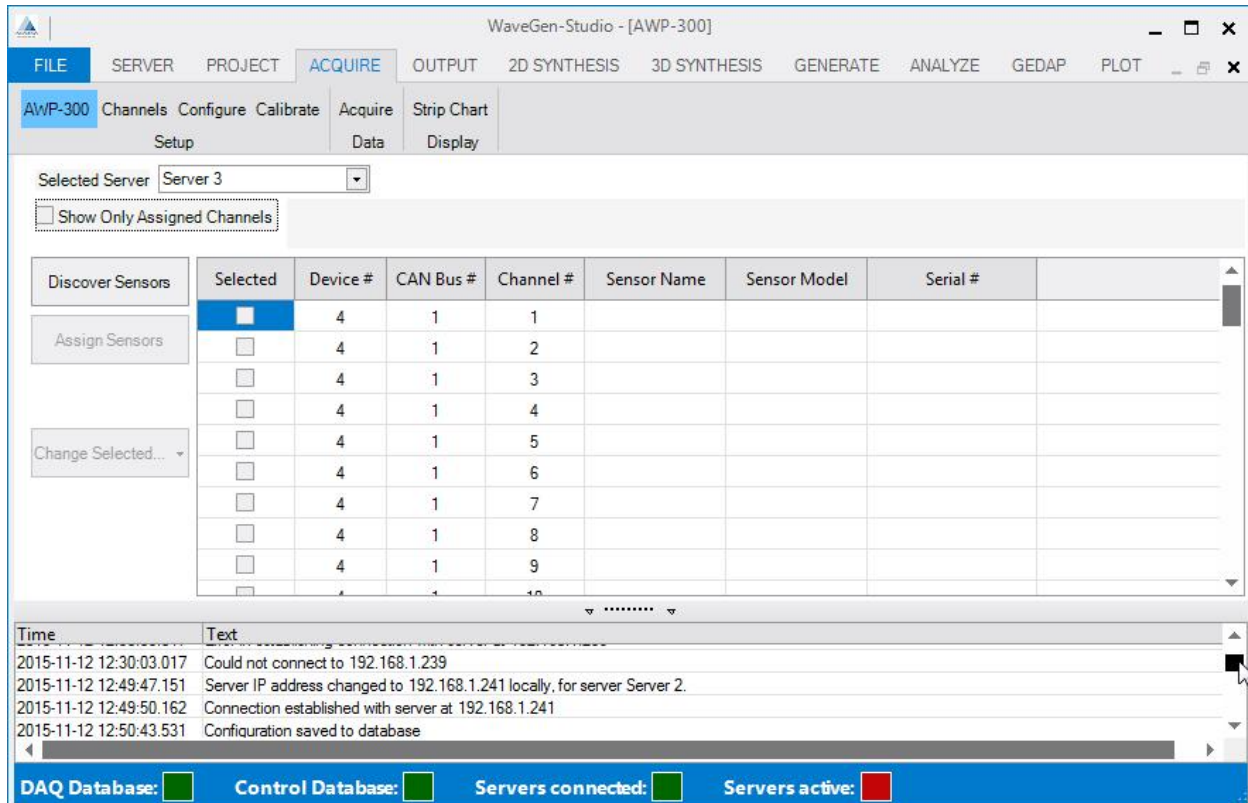 WaveGen-Studio - [AWP-300]
FILE SERVER PROJECT ACQUIRE OUTPUT 2D SYNTHESIS 3D SYNTHESIS GENERATE ANALYZE GEDAP PLOT
AWP-300 Channels Configure Calibrate Acquire Strip Chart
Setup Data Display
Selected Server Server 3
Show Only Assigned Channels
Discover Sensors
Assign Sensors
Change Selected...
Selected Device # CAN Bus # Channel # Sensor Name Sensor Model Serial #
4 1 1
4 1 2
4 1 3
4 1 4
4 1 5
4 1 6
4 1 7
4 1 8
4 1 9
4 1 10
Time Text
2015-11-12 12:30:03.017 Could not connect to 192.168.1.239
2015-11-12 12:49:47.151 Server IP address changed to 192.168.1.241 locally, for server Server 2.
2015-11-12 12:49:50.162 Connection established with server at 192.168.1.241
2015-11-12 12:50:43.531 Configuration saved to database
DAQ Database: Control Database: Servers connected: Servers active: